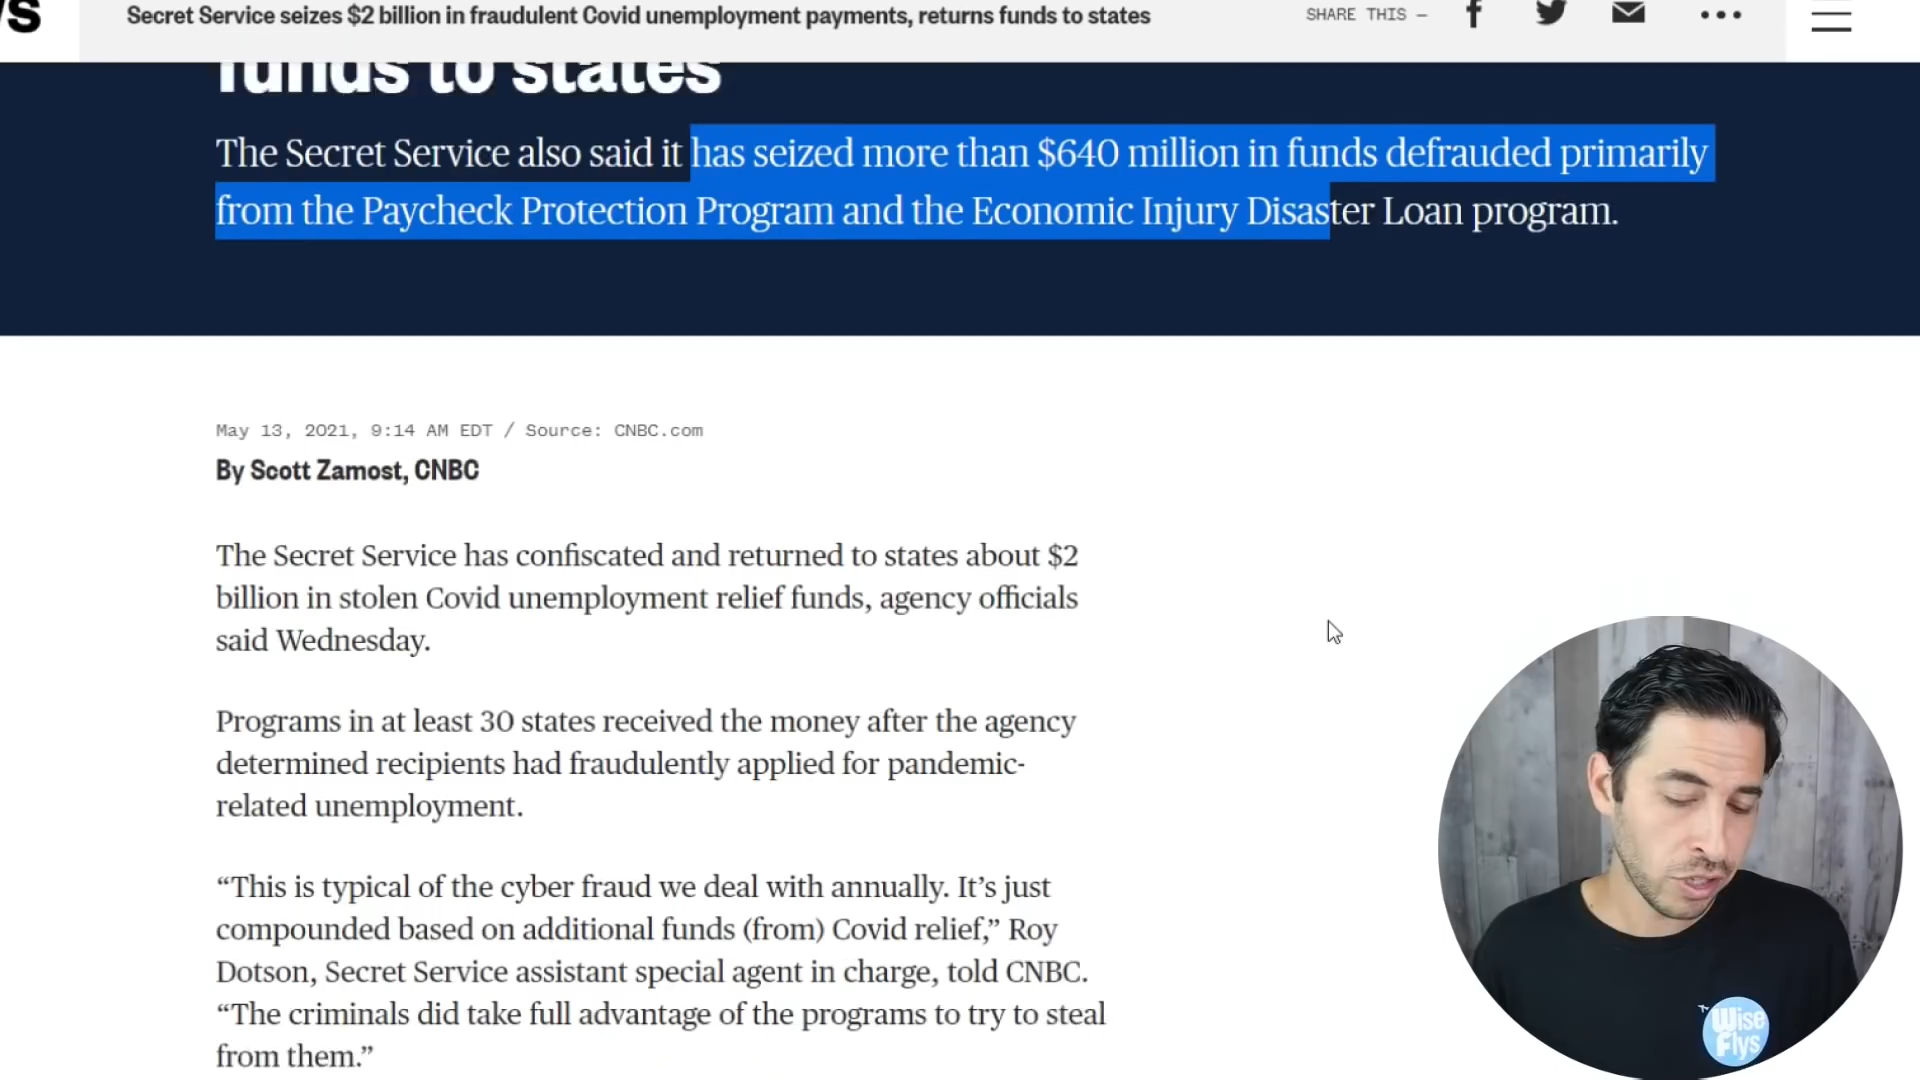 Secret Service seizes $2 billion in fraudulent Covid unemployment payments, returns funds to states
SHARE THIS –
funds to states
The Secret Service also said it has seized more than $640 million in funds defrauded primarily
from the Paycheck Protection Program and the Economic Injury Disaster Loan program.
May 13, 2021, 9:14 AM EDT / Source: CNBC.com
By Scott Zamost, CNBC
The Secret Service has confiscated and returned to states about $2
billion in stolen Covid unemployment relief funds, agency officials
said Wednesday.
Programs in at least 30 states received the money after the agency
determined recipients had fraudulently applied for pandemic-
related unemployment.
“This is typical of the cyber fraud we deal with annually. It’s just
compounded based on additional funds (from) Covid relief,” Roy
Dotson, Secret Service assistant special agent in charge, told CNBC.
“The criminals did take full advantage of the programs to try to steal
from them.”
Wise
Flys